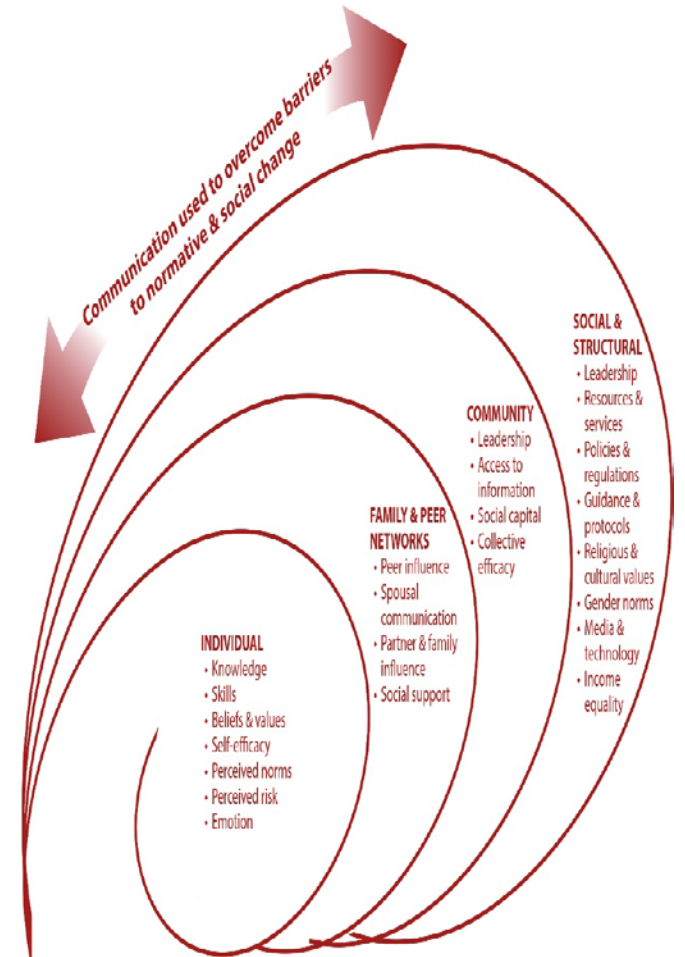 Communication used to overcome barriers
to normative & social change
INDIVIDUAL
• Knowledge
• Skills
• Beliefs & values
• Self-efficacy
• Perceived norms
• Perceived risk
• Emotion
FAMILY & PEER
NETWORKS
• Peer influence
• Spousal
communication
• Partner & family
influence
• Social support
COMMUNITY
• Leadership
• Access to
information
• Social capital
• Collective
efficacy
SOCIAL &
STRUCTURAL
• Leadership
• Resources &
services
• Policies &
regulations
• Guidance &
protocols
• Religious &
cultural values
• Gender norms
• Media &
technology
• Income
equality